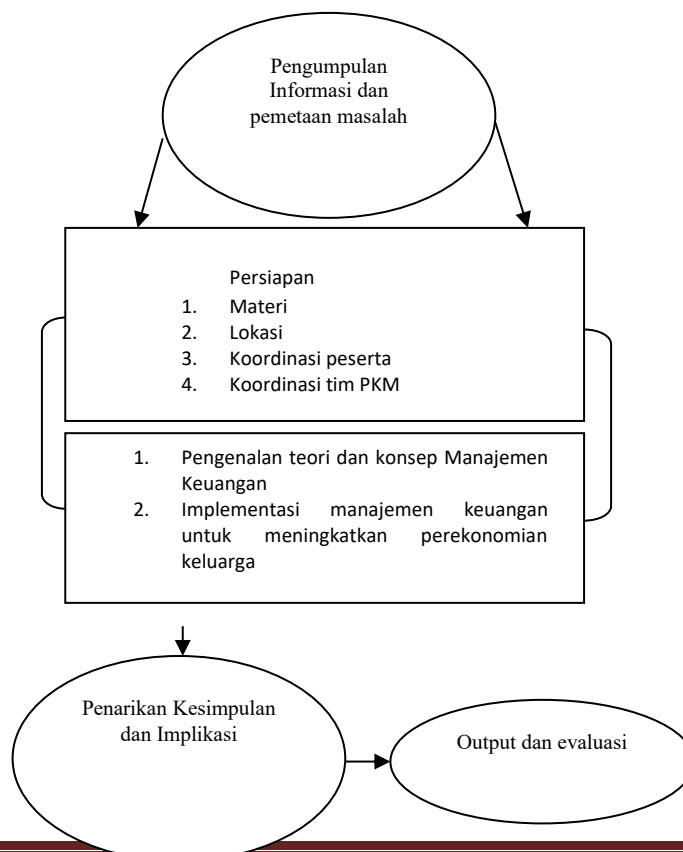 Pengumpulan
Informasi dan
pemetaan masalah
Persiapan
1. Materi
2. Lokasi
3. Koordinasi peserta
4. Koordinasi tim PKM
1. Pengenalan teori dan konsep Manajemen
Keuangan
2. Implementasi manajemen keuangan
untuk meningkatkan perekonomian
keluarga
Penarikan Kesimpulan
dan Implikasi
Output dan evaluasi